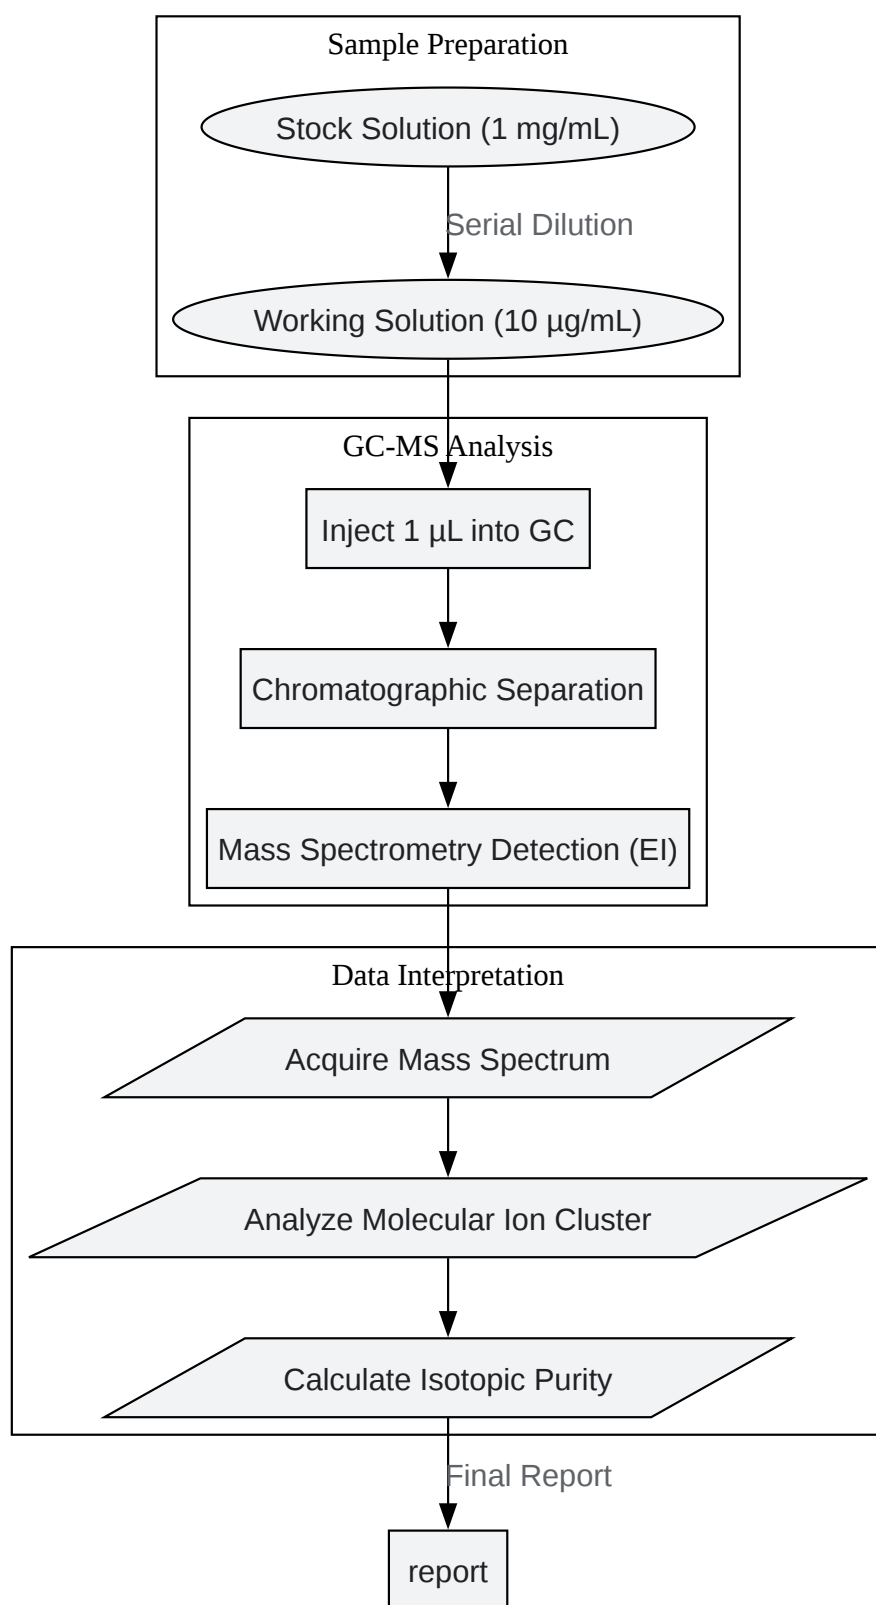 Sample Preparation
Stock Solution (1 mg/mL)
Serial Dilution
Working Solution (10 µg/mL)
GC-MS Analysis
Inject 1 µL into GC
Chromatographic Separation
Mass Spectrometry Detection (EI)
Data Interpretation
Acquire Mass Spectrum
Analyze Molecular Ion Cluster
Calculate Isotopic Purity
Final Report
report